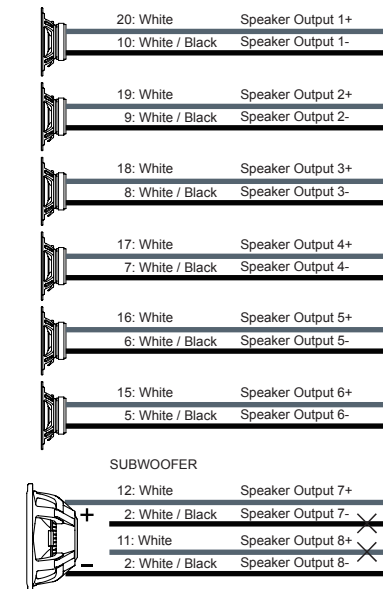 20: White Speaker Output 1+
10: White / Black Speaker Output 1-
19: White Speaker Output 2+
9: White / Black Speaker Output 2-
18: White Speaker Output 3+
8: White / Black Speaker Output 3-
17: White Speaker Output 4+
7: White / Black Speaker Output 4-
16: White Speaker Output 5+
6: White / Black Speaker Output 5-
15: White Speaker Output 6+
5: White / Black Speaker Output 6-
SUBWOOFER
12: White Speaker Output 7+
+ 2: White / Black Speaker Output 7-
11: White Speaker Output 8+
– 2: White / Black Speaker Output 8-